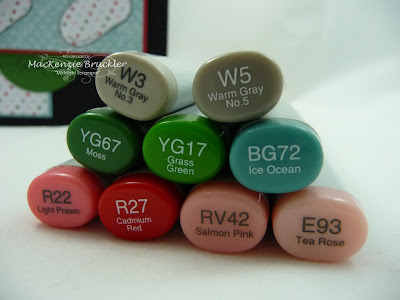 MacKenzie Bruckler
W3
Warm Gray
No.3
W5
Warm Gray
No.5
YG67
Moss
YG17
Grass
Green
BG72
Ice Ocean
R22
Light Prawn
R27
Cadmium
Red
RV42
Salmon Pink
E93
Tea Rose